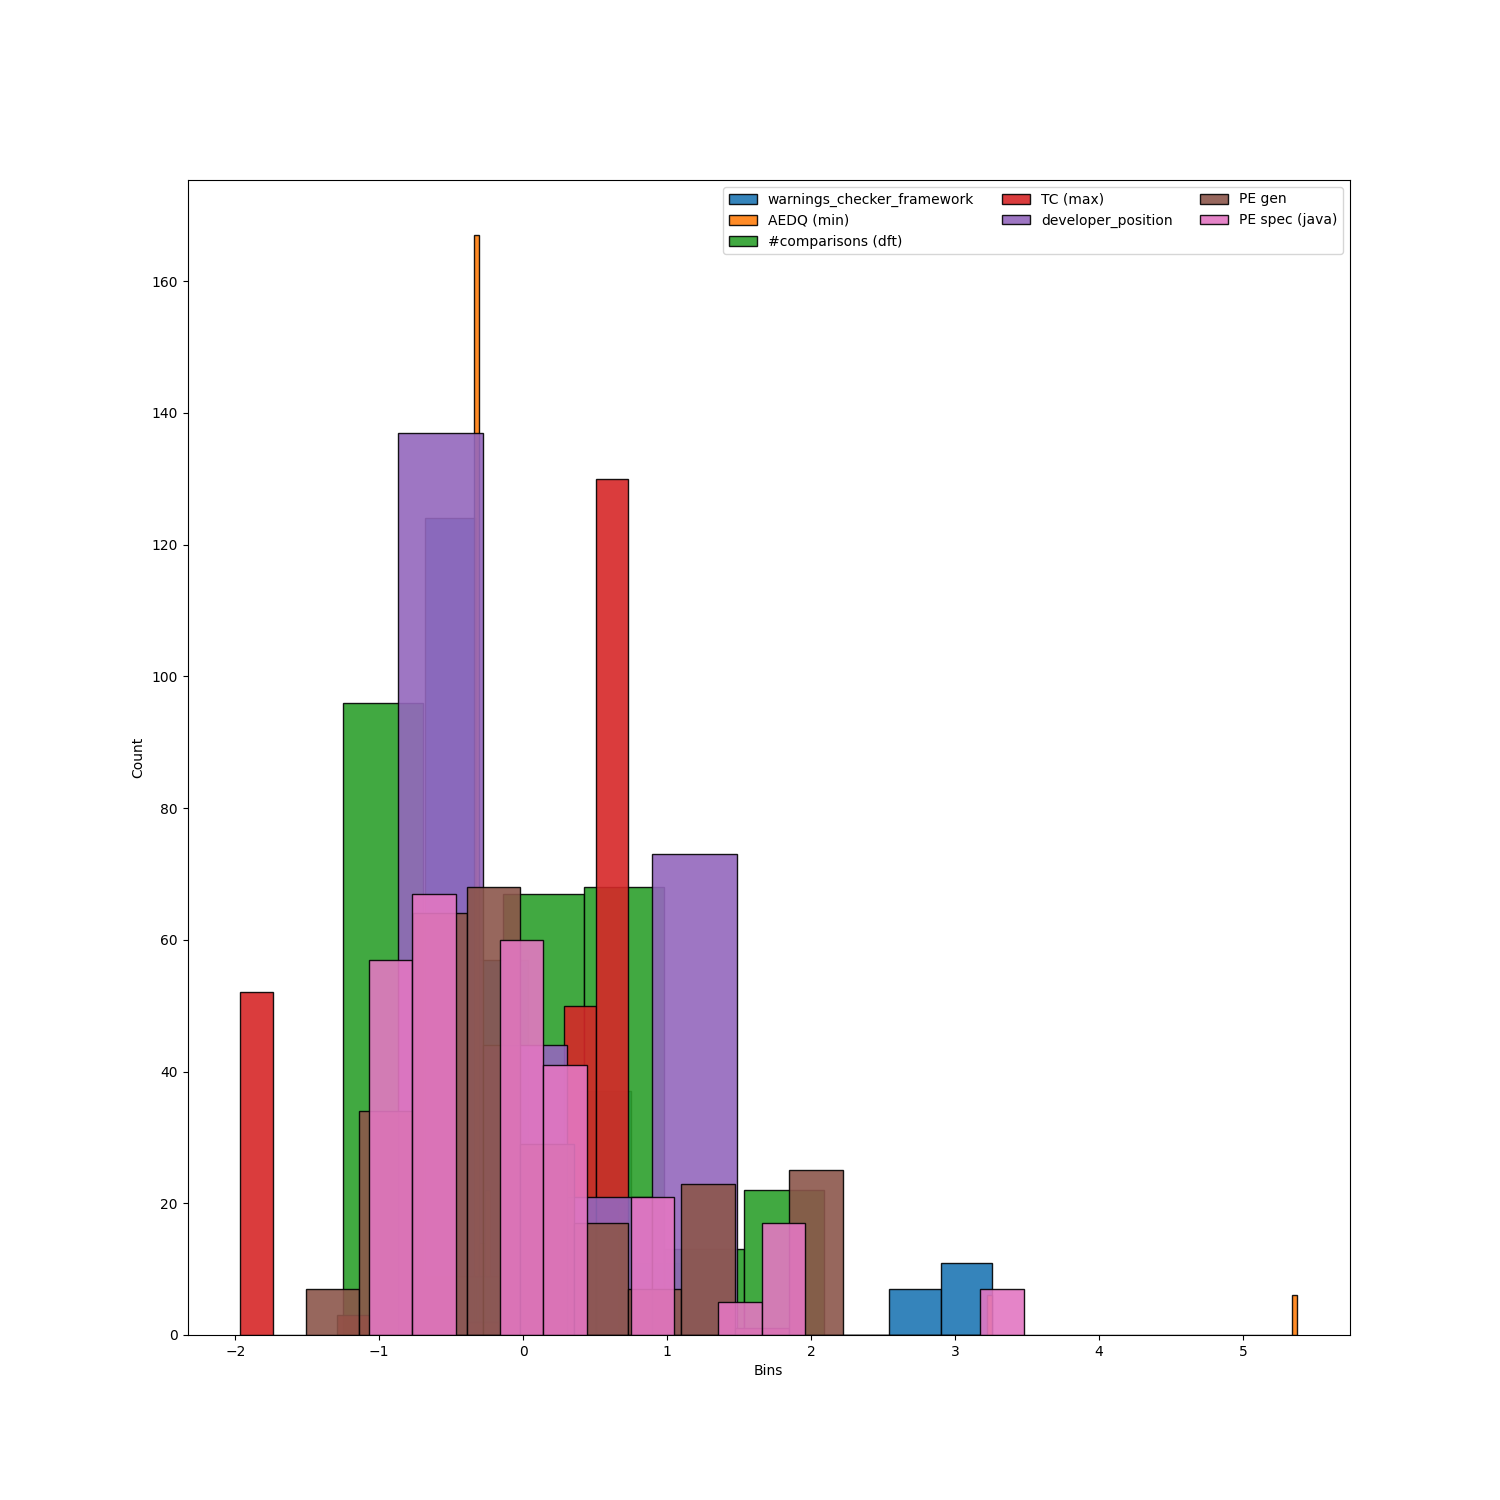 warnings_checker_framework
AEDQ (min)
#comparisons (dft)
TC (max)
developer_position
PE gen
PE spec (java)
160
140
120
100
80
60
40
20
0
Count
−2 −1 0 1 2 3 4 5
Bins